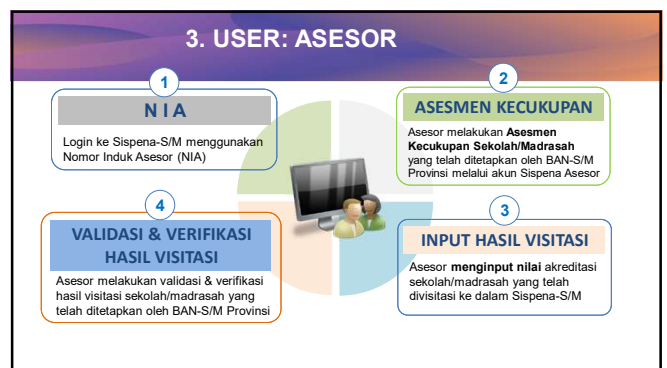 3. USER: ASESOR
1
N I A
Login ke Sispena-S/M menggunakan
Nomor Induk Asesor (NIA)
2
ASESMEN KECUKUPAN
Asesor melakukan Asesmen
Kecukupan Sekolah/Madrasah
yang telah ditetapkan oleh BAN-S/M
Provinsi melalui akun Sispena Asesor
3
INPUT HASIL VISITASI
Asesor menginput nilai akreditasi
sekolah/madrasah yang telah
divisitasi ke dalam Sispena-S/M
4
VALIDASI & VERIFIKASI
HASIL VISITASI
Asesor melakukan validasi & verifikasi
hasil visitasi sekolah/madrasah yang
telah ditetapkan oleh BAN-S/M Provinsi